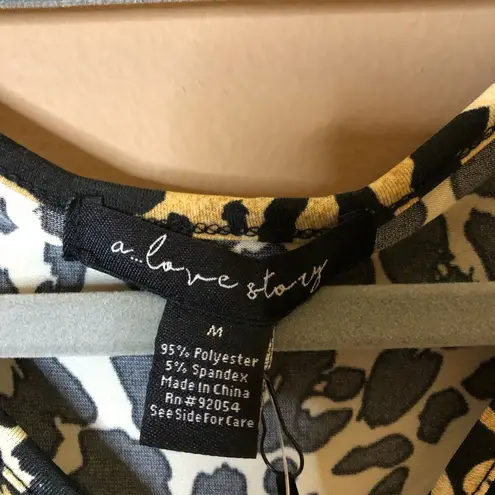 a...love story
M
95% Polyester
5% Spandex
Made in China
Rn#92054
See Side For Care